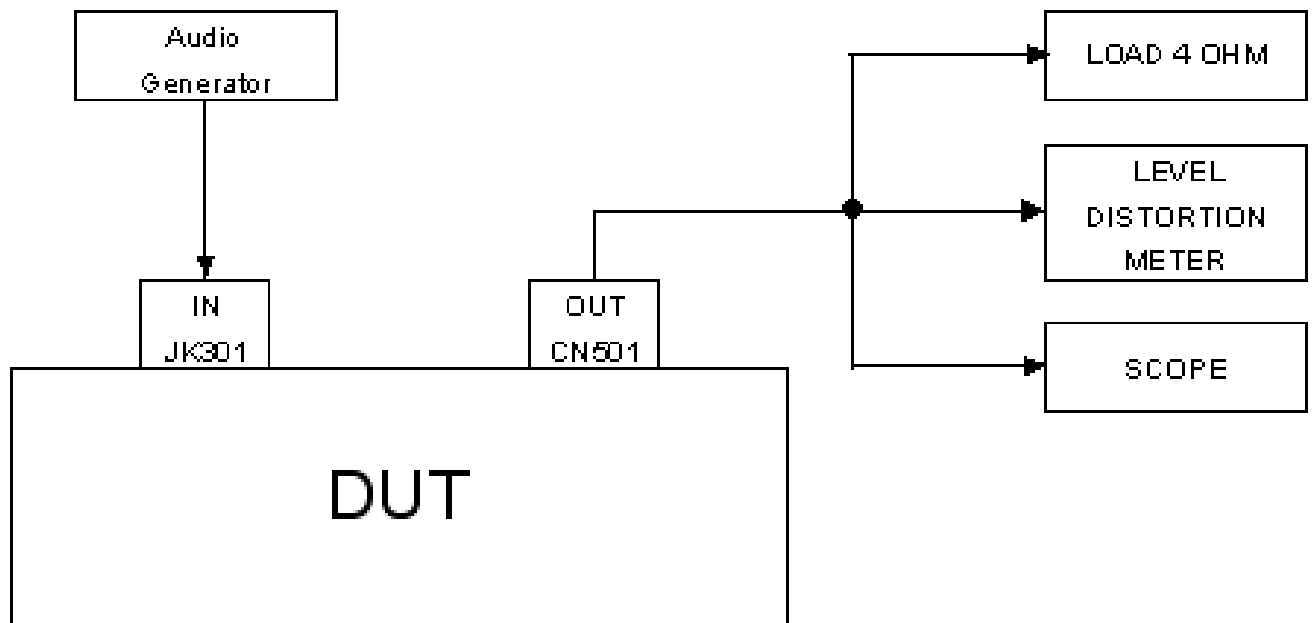 Audio
Generator
LOAD 4 OHM
LEVEL
DISTORTION
METER
IN
JK301
OUT
CN501
SCOPE
DUT